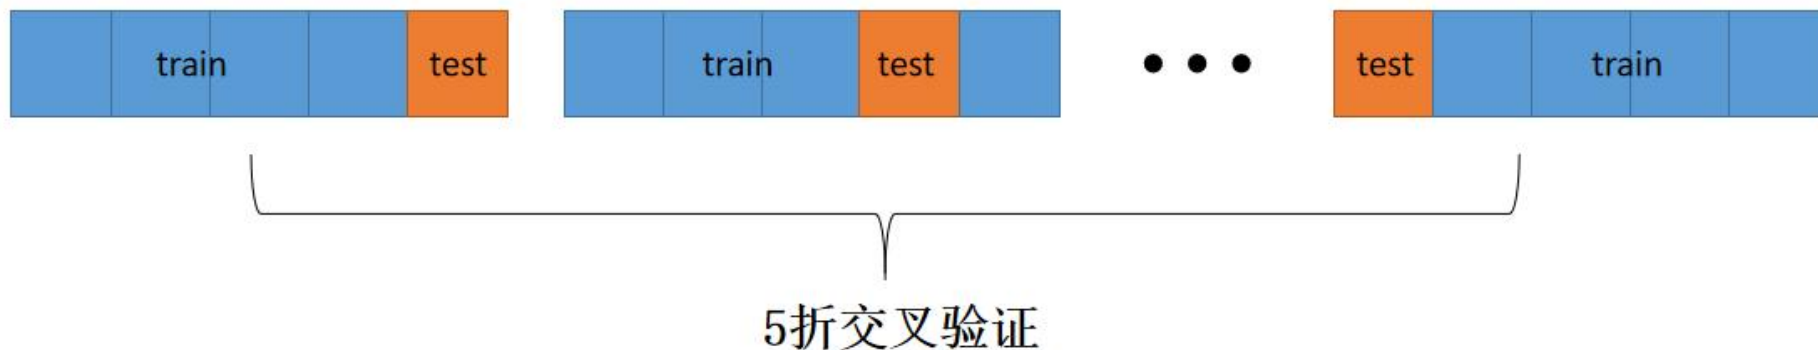 train test train test ••• test train
5折交叉验证